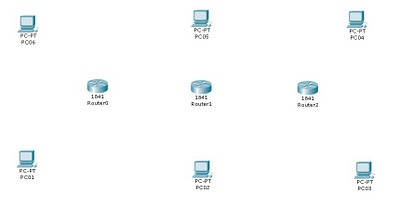 PC-PT
PC06
PC-PT
PC05
PC-PT
PC04
1841
Router0
1841
Router1
1841
Router2
PC-PT
PC01
PC-PT
PC02
PC-PT
PC03